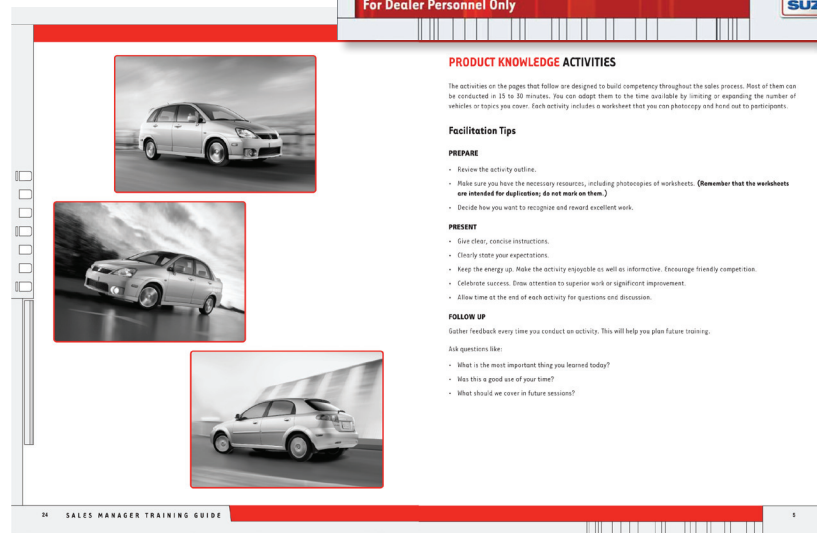 For Dealer Personnel Only
SUZ
PRODUCT KNOWLEDGE ACTIVITIES
The activities on the pages that follow are designed to build competency throughout the sales process. Most of them can
be conducted in 15 to 30 minutes. You can adapt them to the time available by limiting or expanding the number of
vehicles or topics you cover. Each activity includes a worksheet that you can photocopy and hand out to participants.
Facilitation Tips
PREPARE
• Review the activity outline.
• Make sure you have the necessary resources, including photocopies of worksheets. (Remember that the worksheets
are intended for duplication; do not mark on them.)
• Decide how you want to recognize and reward excellent work.
PRESENT
• Give clear, concise instructions.
• Clearly state your expectations.
• Keep the energy up. Make the activity enjoyable as well as informative. Encourage friendly competition.
• Celebrate success. Draw attention to superior work or significant improvement.
• Allow time at the end of each activity for questions and discussion.
FOLLOW UP
Gather feedback every time you conduct an activity. This will help you plan future training.
Ask questions like:
• What is the most important thing you learned today?
• Was this a good use of your time?
• What should we cover in future sessions?
24 SALES MANAGER TRAINING GUIDE
5